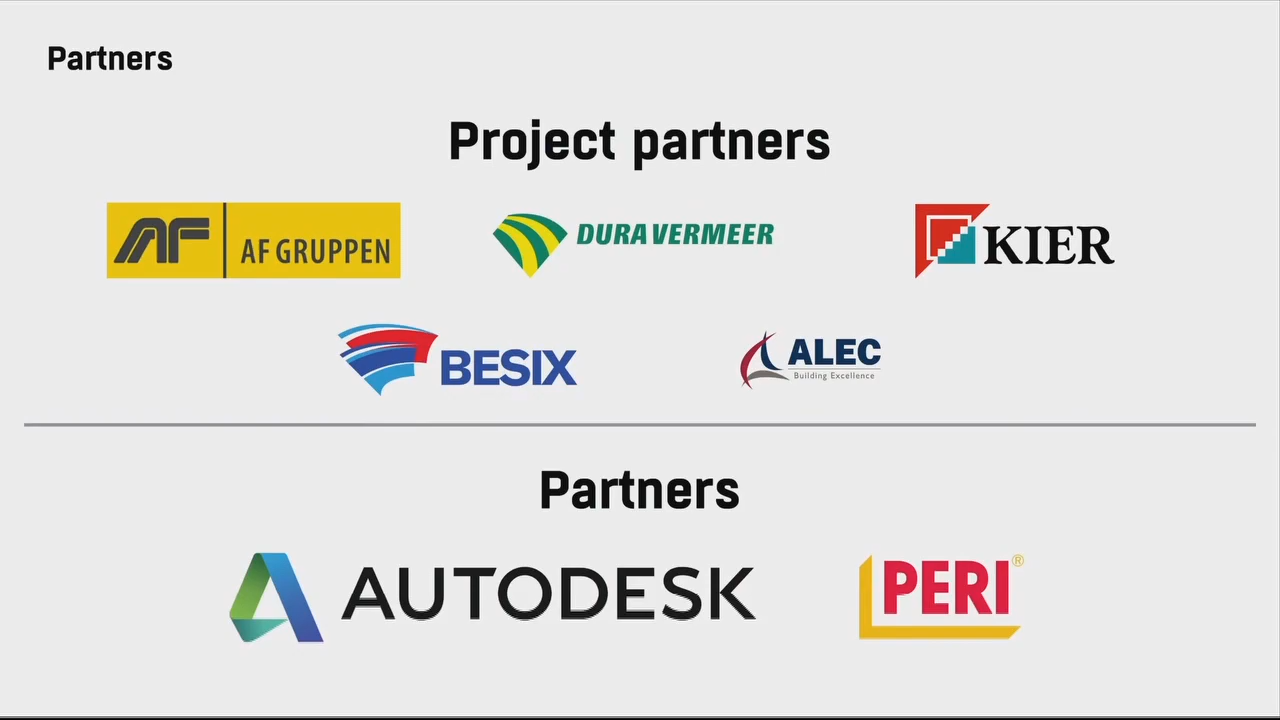 Partners
Project partners
AF AF GRUPPEN
DURA VERMEER
KIER
BESIX
ALEC
Building Excellence
Partners
AUTODESK
PERI®